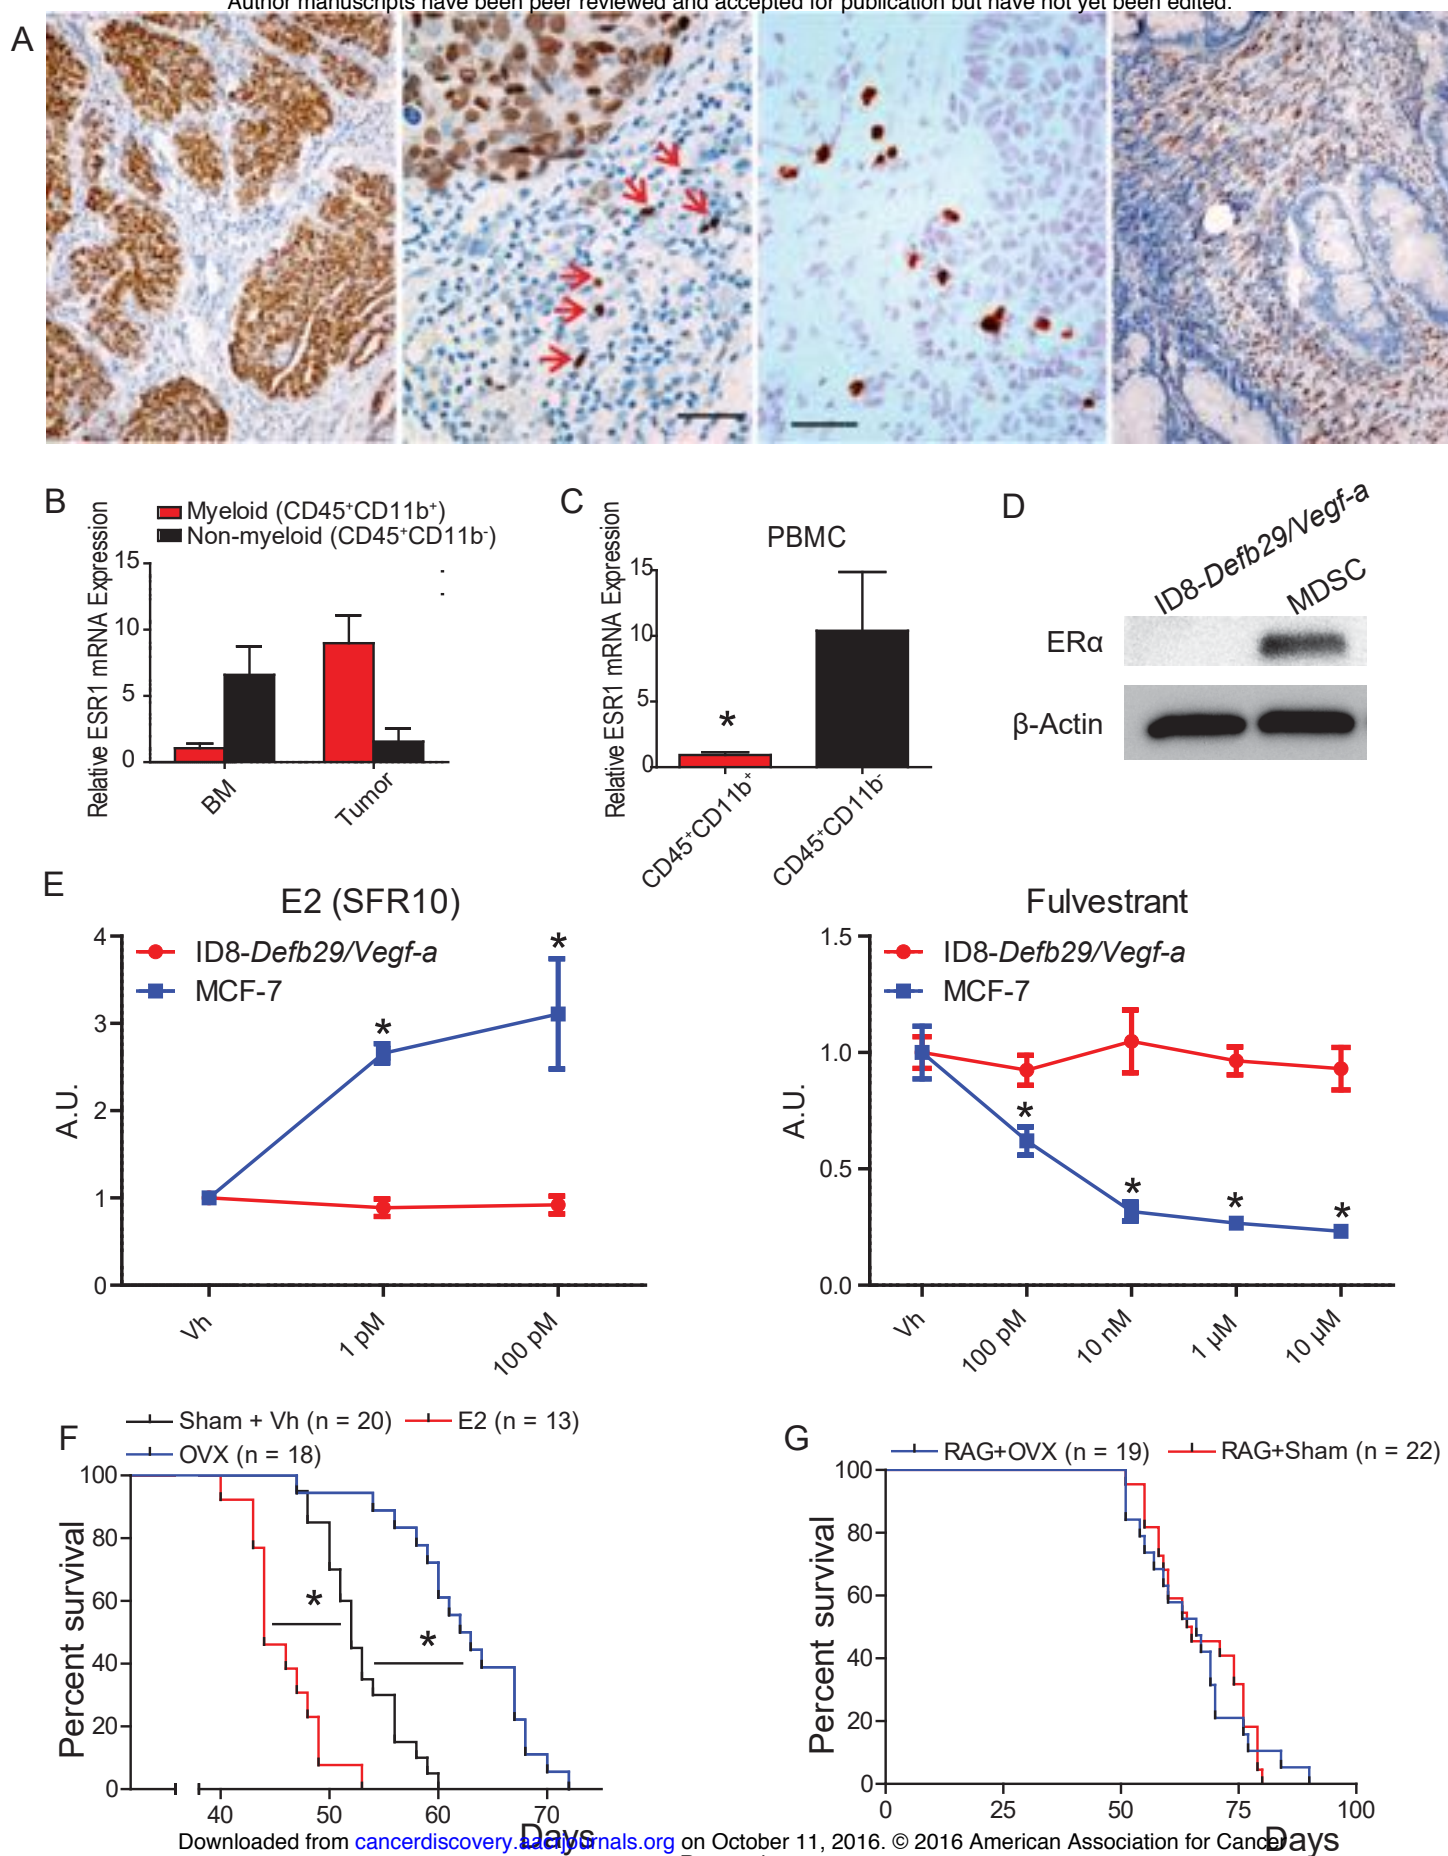 Author manuscripts have been peer reviewed and accepted for publication but have not yet been edited.
A
B
Myeloid (CD45+CD11b+)
Non-myeloid (CD45+CD11b-)
Relative ESR1 mRNA Expression
15
10
5
0
BM
Tumor
C
PBMC
Relative ESR1 mRNA Expression
15
10
5
0
*
CD45+CD11b+
CD45+CD11b-
D
ID8-Defb29/Vegf-a
MDSC
ERα
β-Actin
E
E2 (SFR10)
ID8-Defb29/Vegf-a
MCF-7
A.U.
4
3
2
1
0
*
*
Vh
1 pM
100 pM
Fulvestrant
ID8-Defb29/Vegf-a
MCF-7
A.U.
1.5
1.0
0.5
0.0
*
*
*
*
Vh
100 pM
10 nM
1 µM
10 µM
F
Sham + Vh (n = 20)
E2 (n = 13)
OVX (n = 18)
Percent survival
100
80
60
40
20
0
*
*
40
50
60
70
Days
G
RAG+OVX (n = 19)
RAG+Sham (n = 22)
Percent survival
100
80
60
40
20
0
0
25
50
75
100
Days
Downloaded from cancerdiscovery.aacrjournals.org on October 11, 2016. © 2016 American Association for Cancer